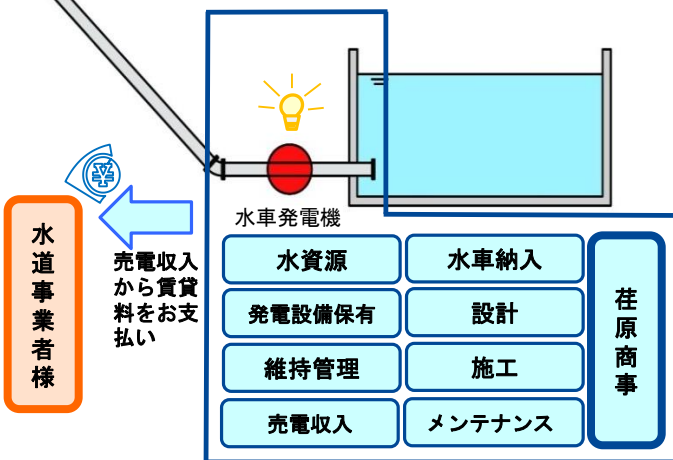 ¥
水車発電機
水道事業者様
売電収入
から賃貸
料をお支
払い
水資源
水車納入
発電設備保有
設計
維持管理
施工
売電収入
メンテナンス
荏原商事